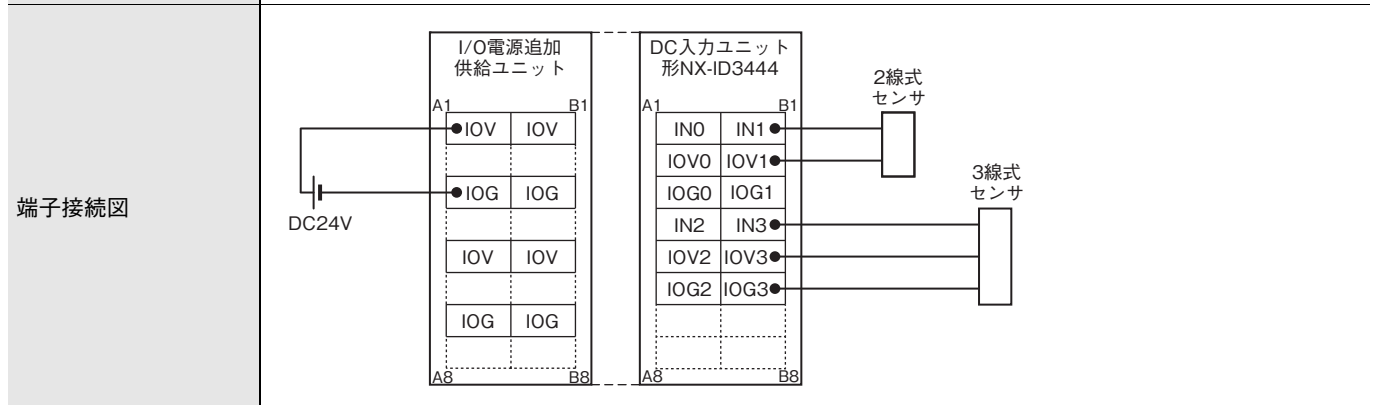 端子接続図
I/O電源追加
供給ユニット
A1 B1
IOV IOV
IOG IOG
IOV IOV
IOG IOG
A8 B8
DC24V
DC入力ユニット
形NX-ID3444
A1 B1
IN0 IN1
IOV0 IOV1
IOG0 IOG1
IN2 IN3
IOV2 IOV3
IOG2 IOG3
A8 B8
2線式
センサ
3線式
センサ